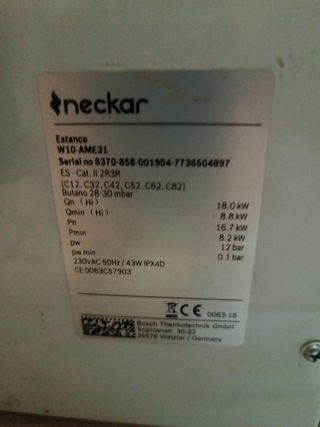 neckar
Estanco
W10-AME31
Serial no 8370-858-001904-7736504897
ES - Cat. II 2R3R
(C12, C32, C42, C52, C62, C82)
Butano 28-30 mbar
Qn (Hi) 18.0 kW
Qmin (Hi) 8.8 kW
Pn 16.7 kW
Pmin 8.2 kW
pw 12 bar
pw min 0.1 bar
230VAC 50Hz / 43W IPX4D
CE 0063CS7903
CE 0063-18
Bosch Thermotechnik GmbH
Sophienstr. 30-32
35576 Wetzlar / Germany